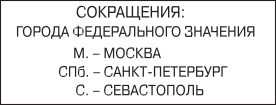 СОКРАЩЕНИЯ:
ГОРОДА ФЕДЕРАЛЬНОГО ЗНАЧЕНИЯ
М. – МОСКВА
СПб. – САНКТ-ПЕТЕРБУРГ
С. – СЕВАСТОПОЛЬ